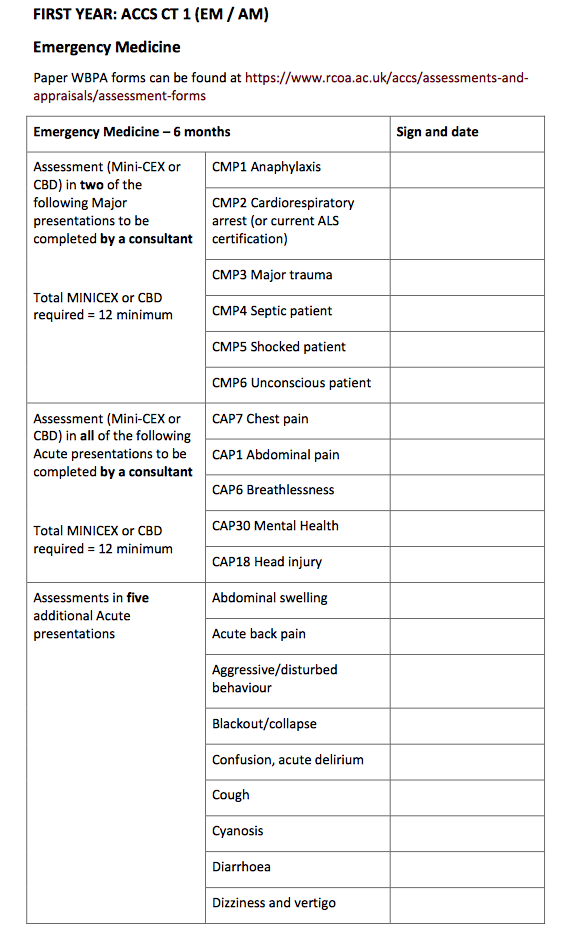 FIRST YEAR: ACCS CT 1 (EM / AM)
Emergency Medicine
Paper WBPA forms can be found at https://www.rcoa.ac.uk/accs/assessments-and-
appraisals/assessment-forms
Emergency Medicine – 6 months
Sign and date
Assessment (Mini-CEX or
CBD) in two of the
following Major
presentations to be
completed by a consultant
Total MINICEX or CBD
required = 12 minimum
CMP1 Anaphylaxis
CMP2 Cardiorespiratory
arrest (or current ALS
certification)
CMP3 Major trauma
CMP4 Septic patient
CMP5 Shocked patient
CMP6 Unconscious patient
Assessment (Mini-CEX or
CBD) in all of the following
Acute presentations to be
completed by a consultant
Total MINICEX or CBD
required = 12 minimum
CAP7 Chest pain
CAP1 Abdominal pain
CAP6 Breathlessness
CAP30 Mental Health
CAP18 Head injury
Assessments in five
additional Acute
presentations
Abdominal swelling
Acute back pain
Aggressive/disturbed
behaviour
Blackout/collapse
Confusion, acute delirium
Cough
Cyanosis
Diarrhoea
Dizziness and vertigo